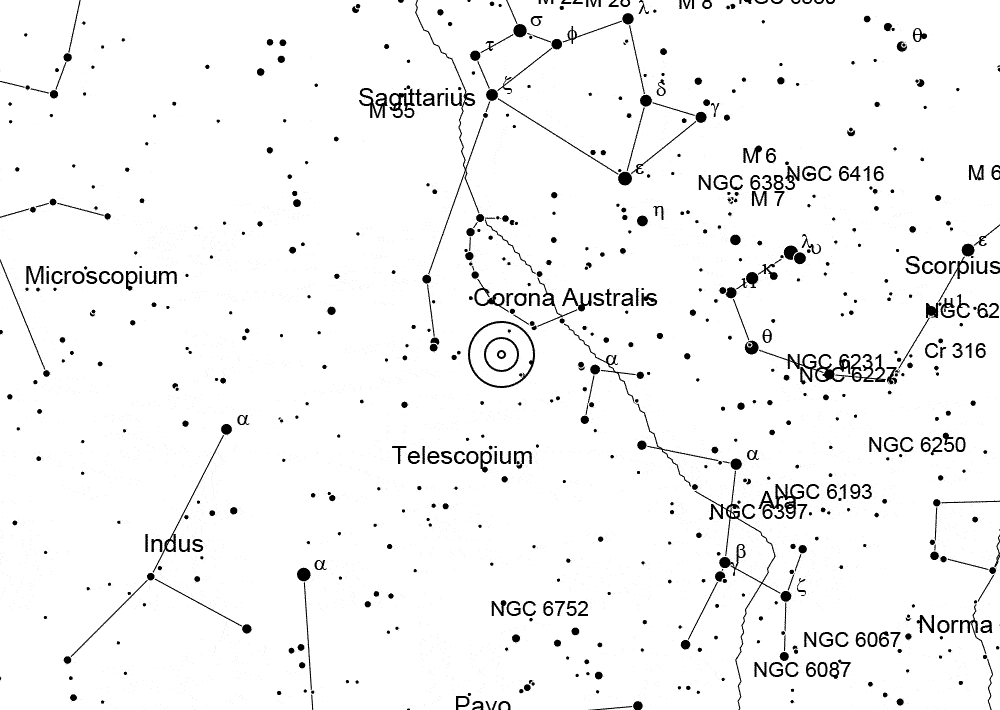 M 22
M 28
λ
M 8
σ
φ
θ
τ
ζ
δ
γ
Sagittarius
M 55
M 6
ε
NGC 6383
NGC 6416
M 6
M 7
η
λ
υ
ε
κ
Scorpius
Microscopium
ι1
Corona Australis
μ1
NGC 62
θ
Cr 316
α
NGC 6231
η
NGC 6227
α
Telescopium
α
NGC 6250
NGC 6193
Ara
NGC 6397
Indus
β
γ
α
ζ
NGC 6752
Norma
NGC 6067
NGC 6087
Pavo